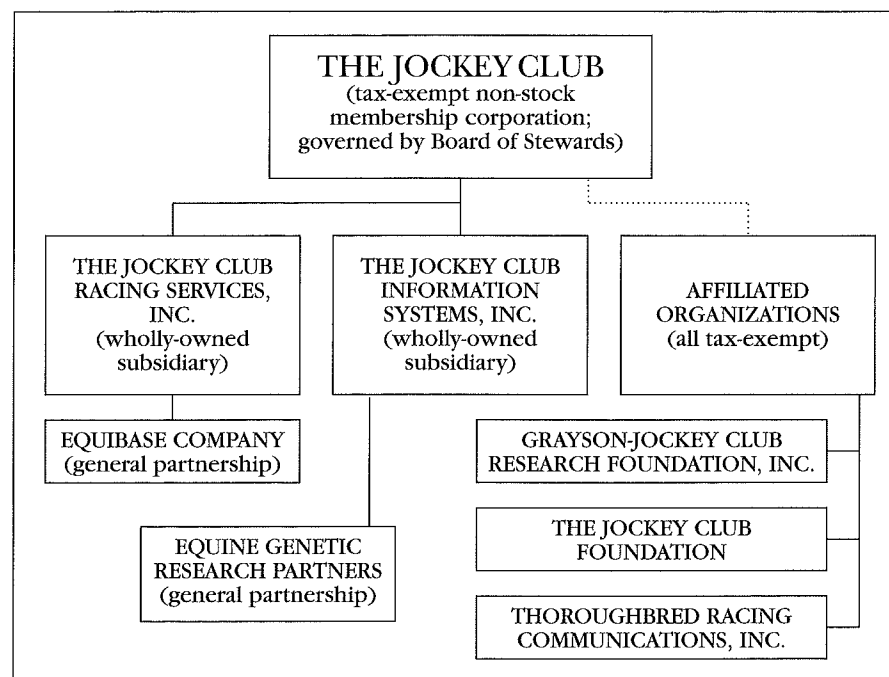 THE JOCKEY CLUB
(tax-exempt non-stock
membership corporation;
governed by Board of Stewards)
THE JOCKEY CLUB
RACING SERVICES,
INC.
(wholly-owned
subsidiary)
THE JOCKEY CLUB
INFORMATION
SYSTEMS, INC.
(wholly-owned
subsidiary)
AFFILIATED
ORGANIZATIONS
(all tax-exempt)
EQUIBASE COMPANY
(general partnership)
EQUINE GENETIC
RESEARCH PARTNERS
(general partnership)
GRAYSON-JOCKEY CLUB
RESEARCH FOUNDATION, INC.
THE JOCKEY CLUB
FOUNDATION
THOROUGHBRED RACING
COMMUNICATIONS, INC.